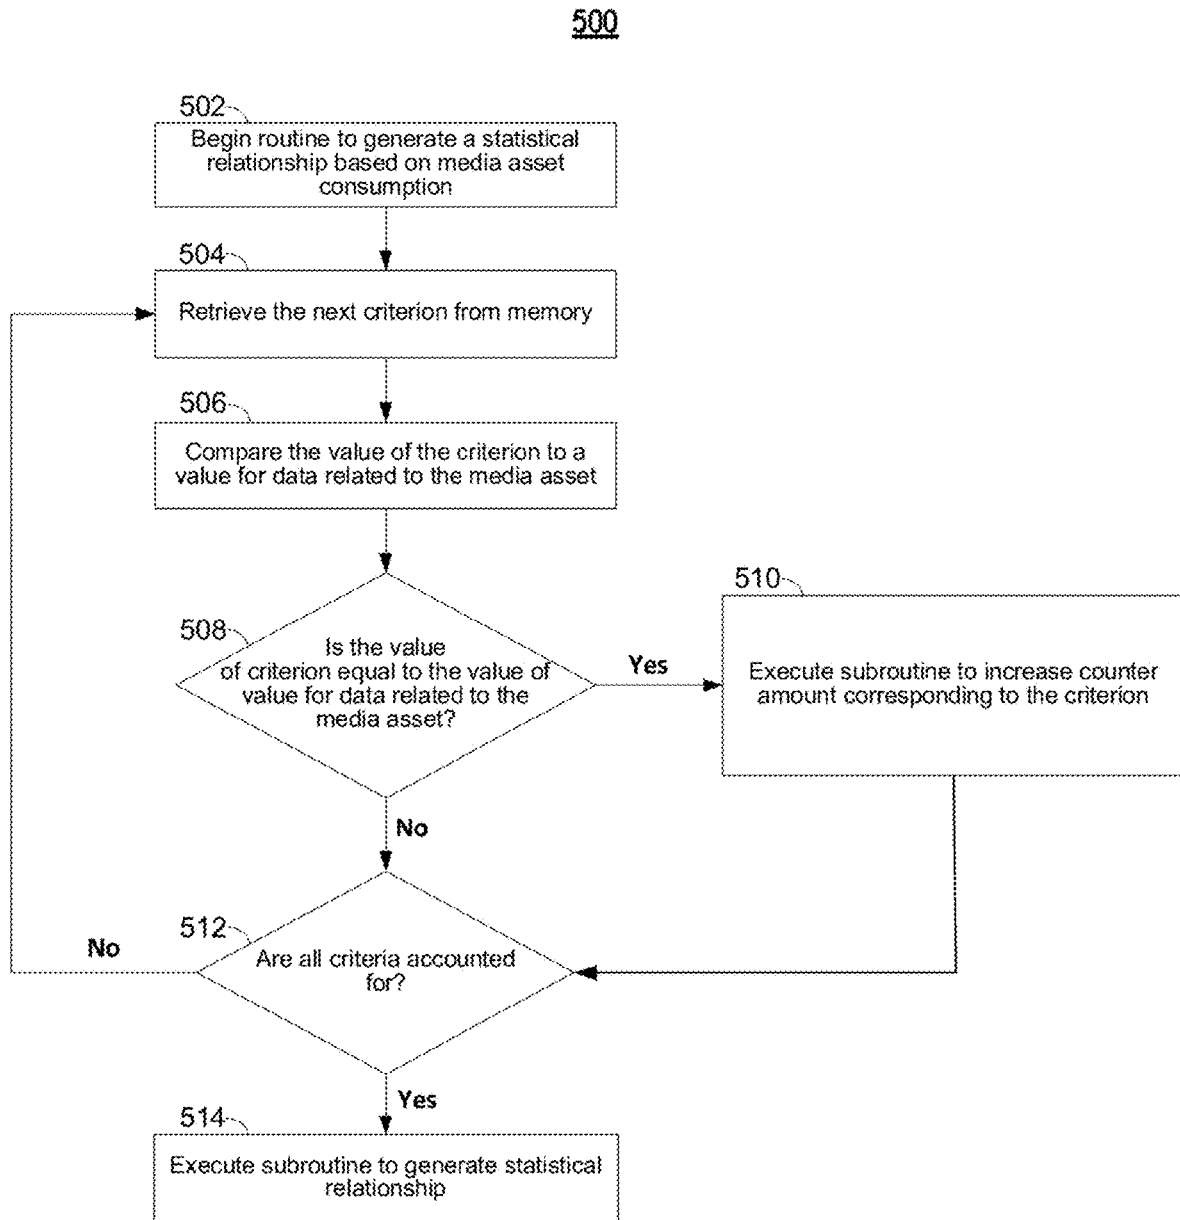 500
502
Begin routine to generate a statistical
relationship based on media asset
consumption
504
Retrieve the next criterion from memory
506
Compare the value of the criterion to a
value for data related to the media asset
508
Is the value
of criterion equal to the value of
value for data related to the
media asset?
Yes
510
Execute subroutine to increase counter
amount corresponding to the criterion
No
512
Are all criteria accounted
for?
No
Yes
514
Execute subroutine to generate statistical
relationship